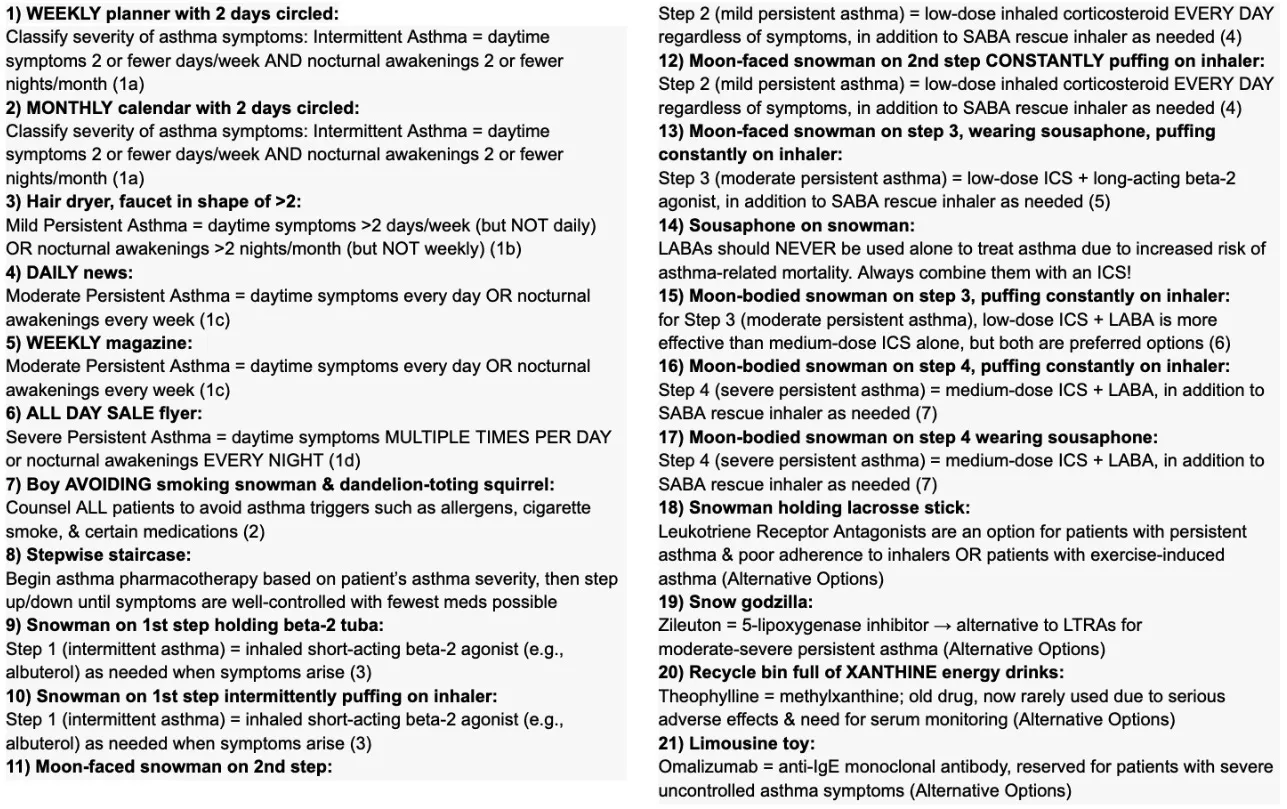 1) WEEKLY planner with 2 days circled:
Classify severity of asthma symptoms: Intermittent Asthma = daytime
symptoms 2 or fewer days/week AND nocturnal awakenings 2 or fewer
nights/month (1a)
2) MONTHLY calendar with 2 days circled:
Classify severity of asthma symptoms: Intermittent Asthma = daytime
symptoms 2 or fewer days/week AND nocturnal awakenings 2 or fewer
nights/month (1a)
3) Hair dryer, faucet in shape of >2:
Mild Persistent Asthma = daytime symptoms >2 days/week (but NOT daily)
OR nocturnal awakenings >2 nights/month (but NOT weekly) (1b)
4) DAILY news:
Moderate Persistent Asthma = daytime symptoms every day OR nocturnal
awakenings every week (1c)
5) WEEKLY magazine:
Moderate Persistent Asthma = daytime symptoms every day OR nocturnal
awakenings every week (1c)
6) ALL DAY SALE flyer:
Severe Persistent Asthma = daytime symptoms MULTIPLE TIMES PER DAY
or nocturnal awakenings EVERY NIGHT (1d)
7) Boy AVOIDING smoking snowman & dandelion-toting squirrel:
Counsel ALL patients to avoid asthma triggers such as allergens, cigarette
smoke, & certain medications (2)
8) Stepwise staircase:
Begin asthma pharmacotherapy based on patient's asthma severity, then step
up/down until symptoms are well-controlled with fewest meds possible
9) Snowman on 1st step holding beta-2 tuba:
Step 1 (intermittent asthma) = inhaled short-acting beta-2 agonist (e.g.,
albuterol) as needed when symptoms arise (3)
10) Snowman on 1st step intermittently puffing on inhaler:
Step 1 (intermittent asthma) = inhaled short-acting beta-2 agonist (e.g.,
albuterol) as needed when symptoms arise (3)
11) Moon-faced snowman on 2nd step:
Step 2 (mild persistent asthma) = low-dose inhaled corticosteroid EVERY DAY
regardless of symptoms, in addition to SABA rescue inhaler as needed (4)
12) Moon-faced snowman on 2nd step CONSTANTLY puffing on inhaler:
Step 2 (mild persistent asthma) = low-dose inhaled corticosteroid EVERY DAY
regardless of symptoms, in addition to SABA rescue inhaler as needed (4)
13) Moon-faced snowman on step 3, wearing sousaphone, puffing
constantly on inhaler:
Step 3 (moderate persistent asthma) = low-dose ICS + long-acting beta-2
agonist, in addition to SABA rescue inhaler as needed (5)
14) Sousaphone on snowman:
LABAs should NEVER be used alone to treat asthma due to increased risk of
asthma-related mortality. Always combine them with an ICS!
15) Moon-bodied snowman on step 3, puffing constantly on inhaler:
for Step 3 (moderate persistent asthma), low-dose ICS + LABA is more
effective than medium-dose ICS alone, but both are preferred options (6)
16) Moon-bodied snowman on step 4, puffing constantly on inhaler:
Step 4 (severe persistent asthma) = medium-dose ICS + LABA, in addition to
SABA rescue inhaler as needed (7)
17) Moon-bodied snowman on step 4 wearing sousaphone:
Step 4 (severe persistent asthma) = medium-dose ICS + LABA, in addition to
SABA rescue inhaler as needed (7)
18) Snowman holding lacrosse stick:
Leukotriene Receptor Antagonists are an option for patients with persistent
asthma & poor adherence to inhalers OR patients with exercise-induced
asthma (Alternative Options)
19) Snow godzilla:
Zileuton = 5-lipoxygenase inhibitor → alternative to LTRAs for
moderate-severe persistent asthma (Alternative Options)
20) Recycle bin full of XANTHINE energy drinks:
Theophylline = methylxanthine; old drug, now rarely used due to serious
adverse effects & need for serum monitoring (Alternative Options)
21) Limousine toy:
Omalizumab = anti-IgE monoclonal antibody, reserved for patients with severe
uncontrolled asthma symptoms (Alternative Options)